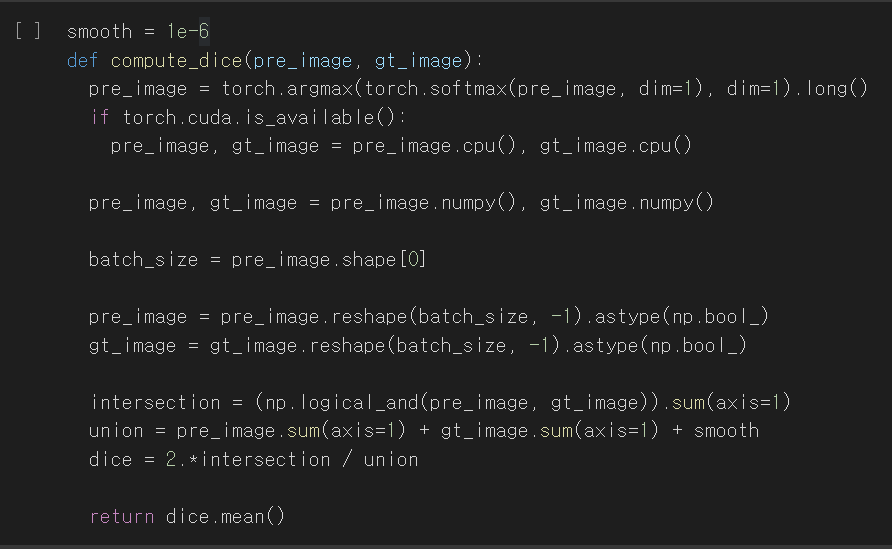 [ ] smooth = 1e-6
def compute_dice(pre_image, gt_image):
  pre_image = torch.argmax(torch.softmax(pre_image, dim=1), dim=1).long()
  if torch.cuda.is_available():
    pre_image, gt_image = pre_image.cpu(), gt_image.cpu()
  pre_image, gt_image = pre_image.numpy(), gt_image.numpy()
  batch_size = pre_image.shape[0]
  pre_image = pre_image.reshape(batch_size, -1).astype(np.bool_)
  gt_image = gt_image.reshape(batch_size, -1).astype(np.bool_)
  intersection = (np.logical_and(pre_image, gt_image)).sum(axis=1)
  union = pre_image.sum(axis=1) + gt_image.sum(axis=1) + smooth
  dice = 2.*intersection / union
  return dice.mean()